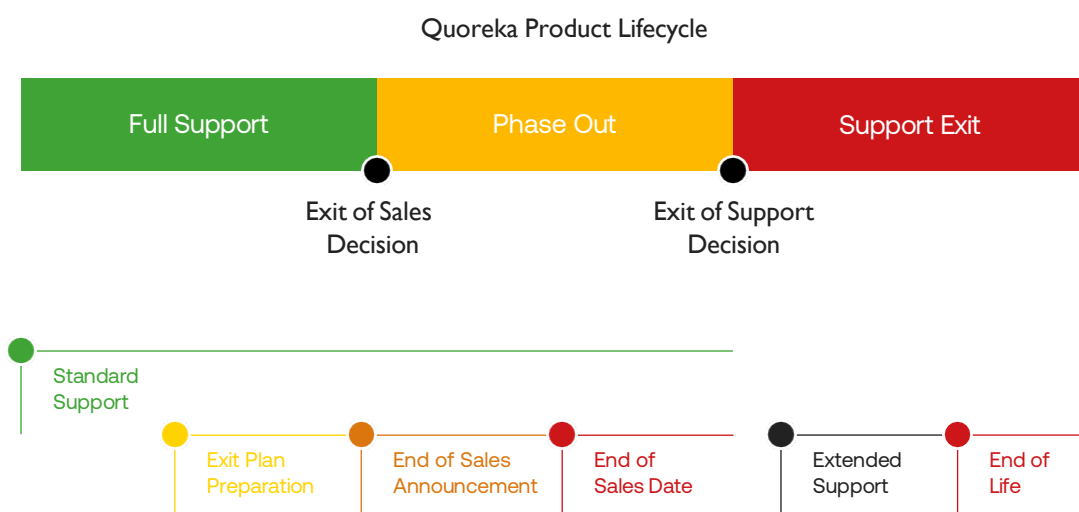 Quoreka Product Lifecycle
Full Support
Phase Out
Support Exit
Exit of Sales
Decision
Exit of Support
Decision
Standard
Support
Exit Plan
Preparation
End of Sales
Announcement
End of
Sales Date
Extended
Support
End of
Life